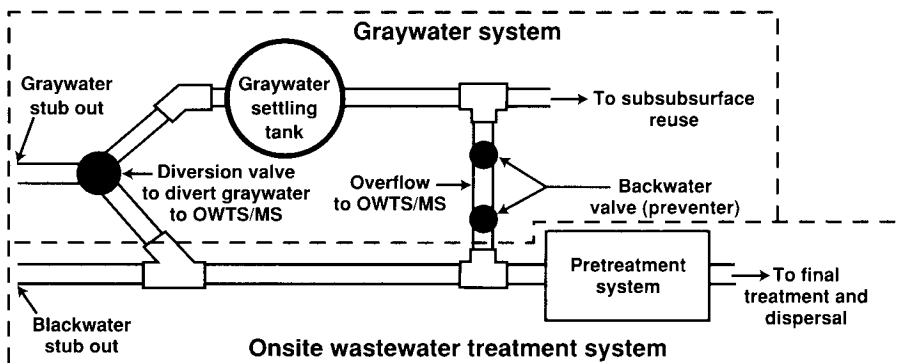 Graywater system
Graywater
stub out
Graywater
settling
tank
To subsubsurface
reuse
Diversion valve
to divert graywater
to OWTS/MS
Overflow
to OWTS/MS
Backwater
valve (preventer)
Pretreatment
system
To final
treatment and
dispersal
Blackwater
stub out
Onsite wastewater treatment system